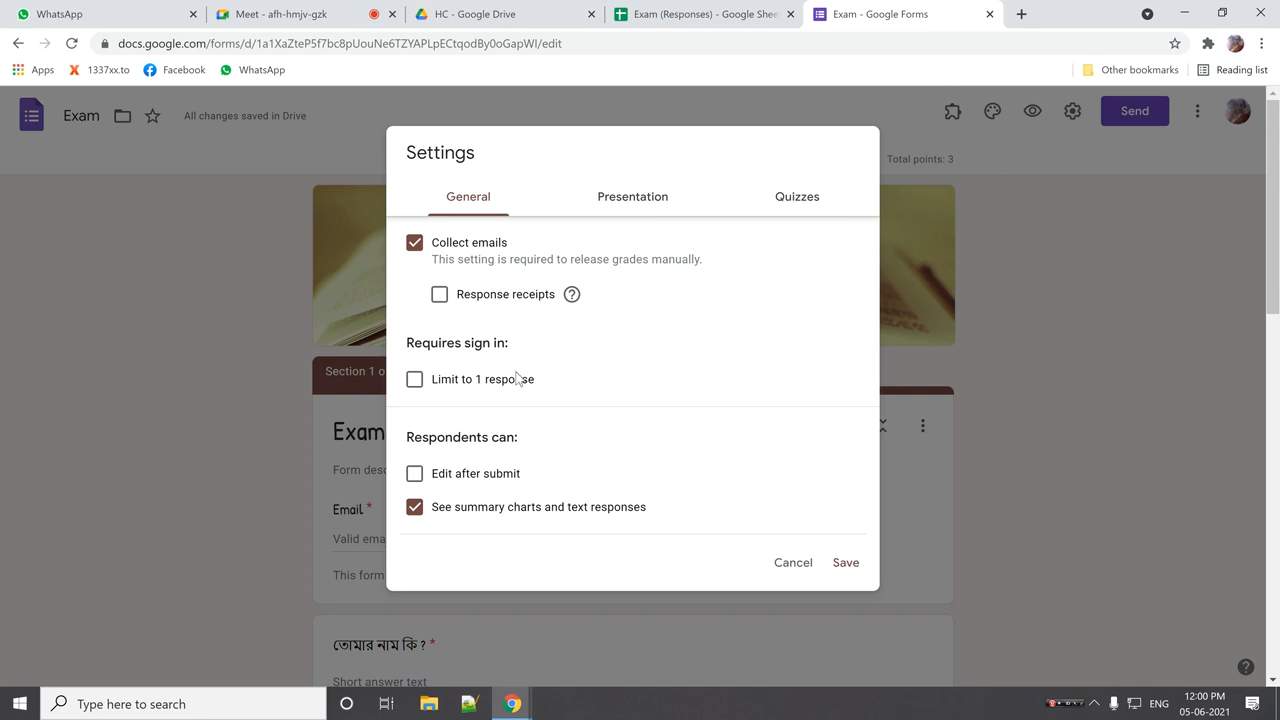 WhatsApp
Meet - afh-hmjv-gzk
HC - Google Drive
Exam (Responses) - Google Shee
Exam - Google Forms
docs.google.com/forms/d/1a1XaZteP5f7bc8pUouNe6TZYAPLpECtqodBy0oGapWI/edit
Apps
1337xx.to
Facebook
WhatsApp
Other bookmarks
Reading list
Exam
All changes saved in Drive
Send
Total points: 3
Settings
General
Presentation
Quizzes
Collect emails
This setting is required to release grades manually.
Response receipts
Requires sign in:
Limit to 1 response
Respondents can:
Edit after submit
See summary charts and text responses
Cancel
Save
Section 1 o
Exam
Form desc
Email *
Valid ema
This form
তোমার নাম কি ? *
Short answer text
Type here to search
ENG
12:00 PM
05-06-2021